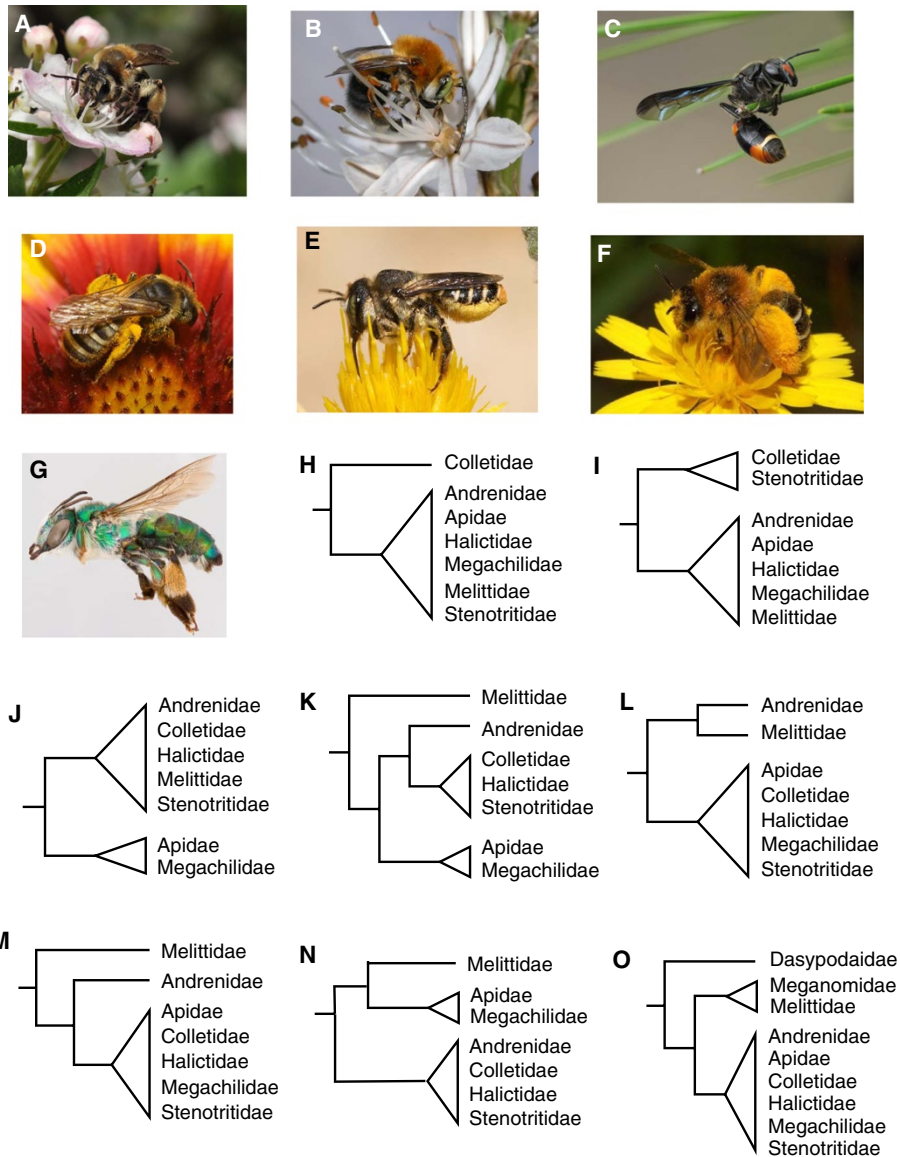 A
B
C
D
E
F
G
H
Colletidae
Andrenidae
Apidae
Halictidae
Megachilidae
Melittidae
Stenotritidae
I
Colletidae
Stenotritidae
Andrenidae
Apidae
Halictidae
Megachilidae
Melittidae
J
Andrenidae
Colletidae
Halictidae
Melittidae
Stenotritidae
Apidae
Megachilidae
K
Melittidae
Andrenidae
Colletidae
Halictidae
Stenotritidae
Apidae
Megachilidae
L
Andrenidae
Melittidae
Apidae
Colletidae
Halictidae
Megachilidae
Stenotritidae
M
Melittidae
Andrenidae
Apidae
Colletidae
Halictidae
Megachilidae
Stenotritidae
N
Melittidae
Apidae
Megachilidae
Andrenidae
Colletidae
Halictidae
Stenotritidae
O
Dasypodaidae
Meganomidae
Melittidae
Andrenidae
Apidae
Colletidae
Halictidae
Megachilidae
Stenotritidae